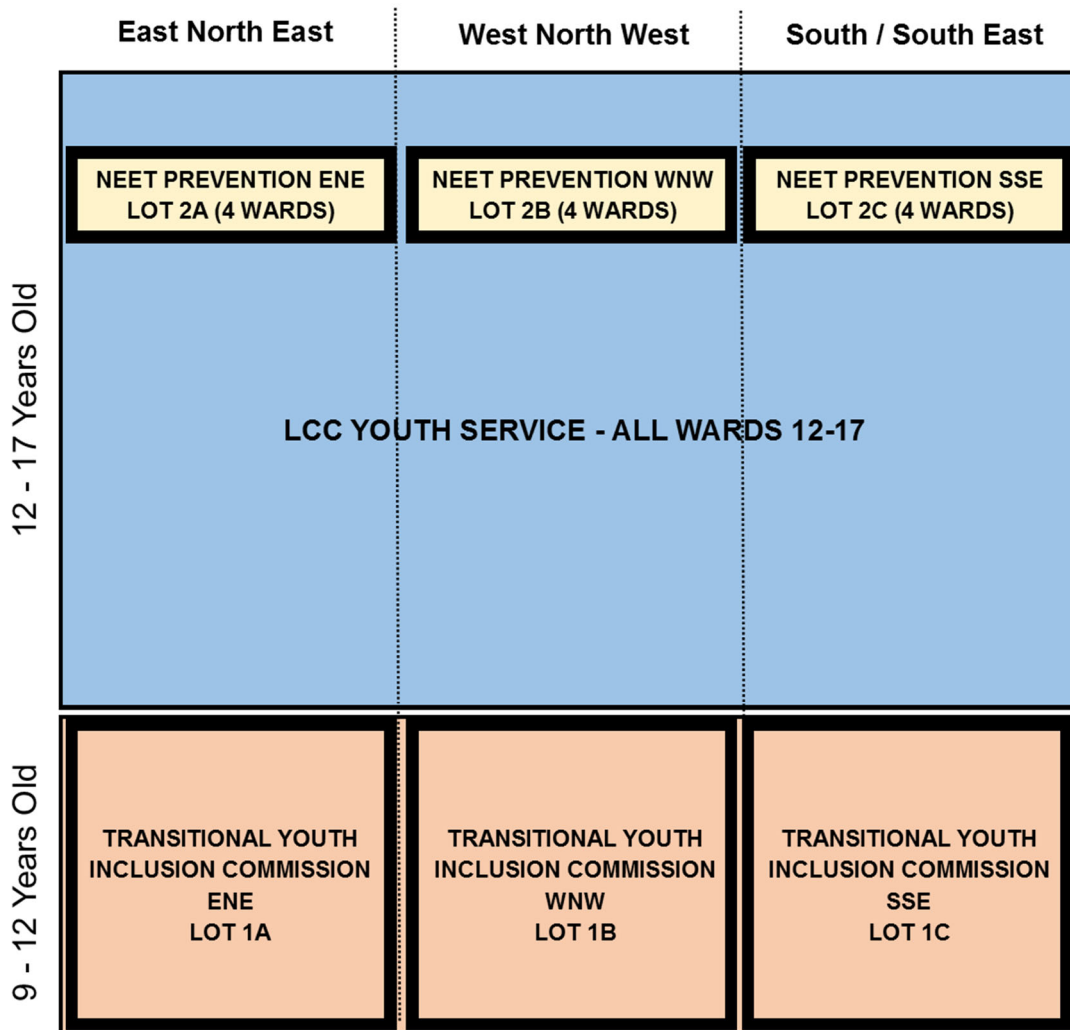 East North East
West North West
South / South East
12 - 17 Years Old
NEET PREVENTION ENE
LOT 2A (4 WARDS)
NEET PREVENTION WNW
LOT 2B (4 WARDS)
NEET PREVENTION SSE
LOT 2C (4 WARDS)
LCC YOUTH SERVICE - ALL WARDS 12-17
9 - 12 Years Old
TRANSITIONAL YOUTH
INCLUSION COMMISSION
ENE
LOT 1A
TRANSITIONAL YOUTH
INCLUSION COMMISSION
WNW
LOT 1B
TRANSITIONAL YOUTH
INCLUSION COMMISSION
SSE
LOT 1C